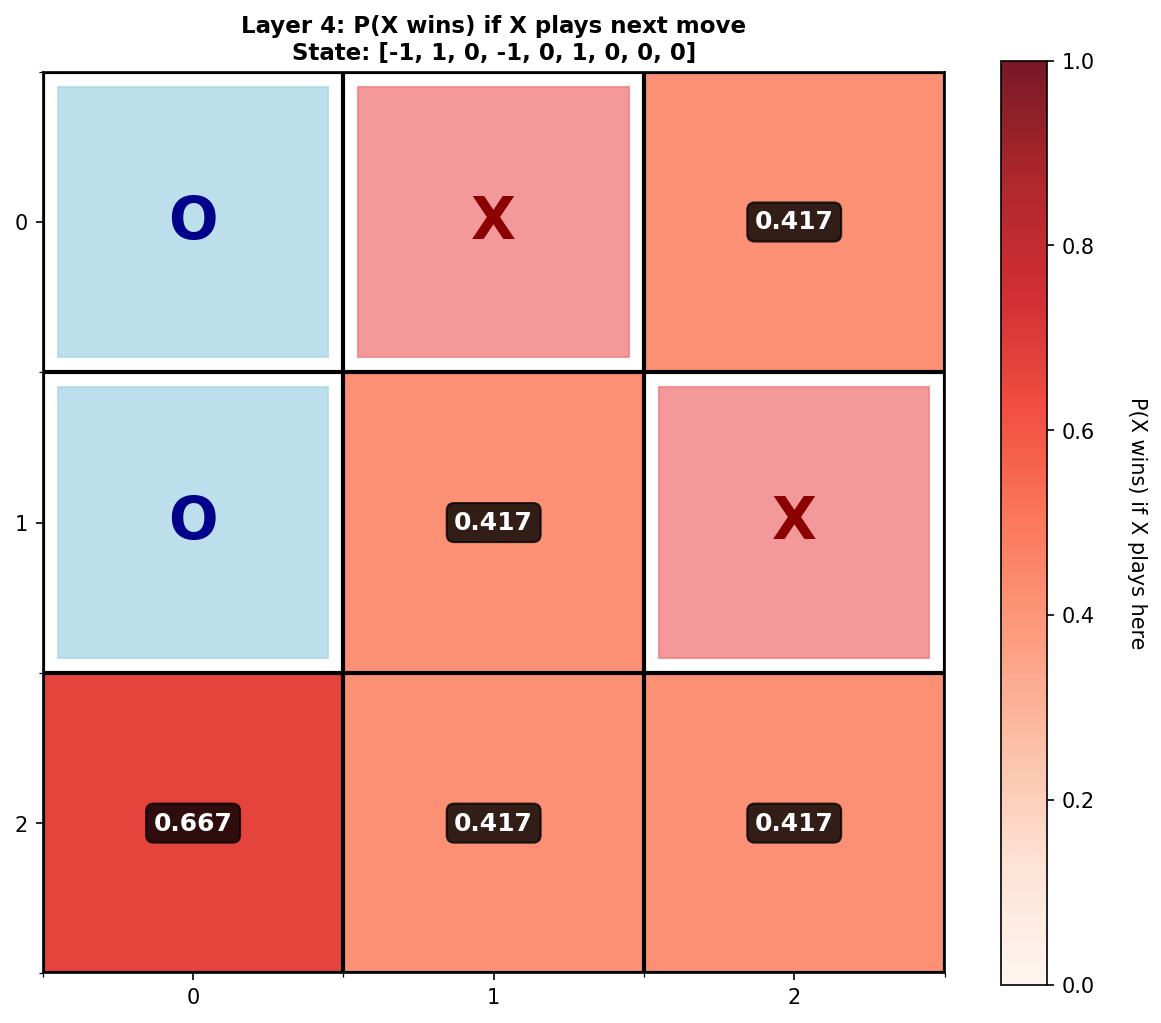 Layer 4: P(X wins) if X plays next move
State: [-1, 1, 0, -1, 0, 1, 0, 0, 0]
0
O
X
0.417
1
O
0.417
X
2
0.667
0.417
0.417
0
1
2
1.0
0.8
0.6
0.4
0.2
0.0
P(X wins) if X plays here